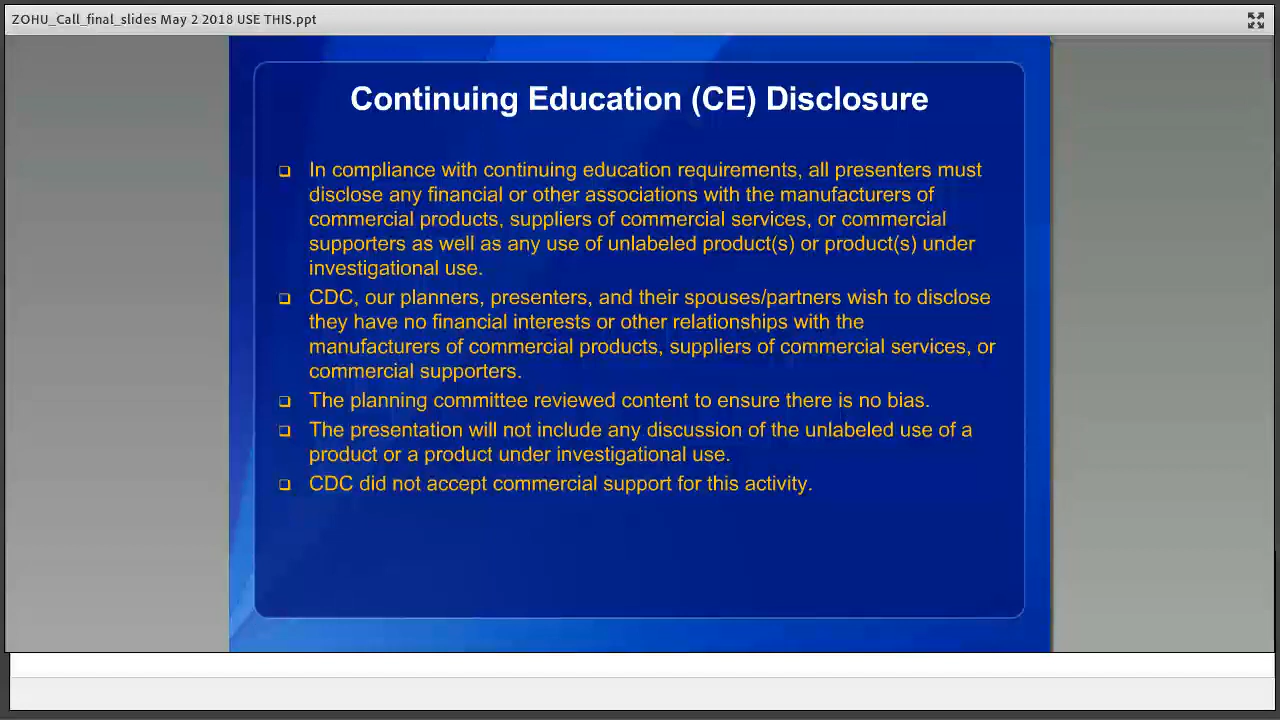 ZOHU_Call_final_slides May 2 2018 USE THIS.ppt
Continuing Education (CE) Disclosure
In compliance with continuing education requirements, all presenters must
disclose any financial or other associations with the manufacturers of
commercial products, suppliers of commercial services, or commercial
supporters as well as any use of unlabeled product(s) or product(s) under
investigational use.
CDC, our planners, presenters, and their spouses/partners wish to disclose
they have no financial interests or other relationships with the
manufacturers of commercial products, suppliers of commercial services, or
commercial supporters.
The planning committee reviewed content to ensure there is no bias.
The presentation will not include any discussion of the unlabeled use of a
product or a product under investigational use.
CDC did not accept commercial support for this activity.